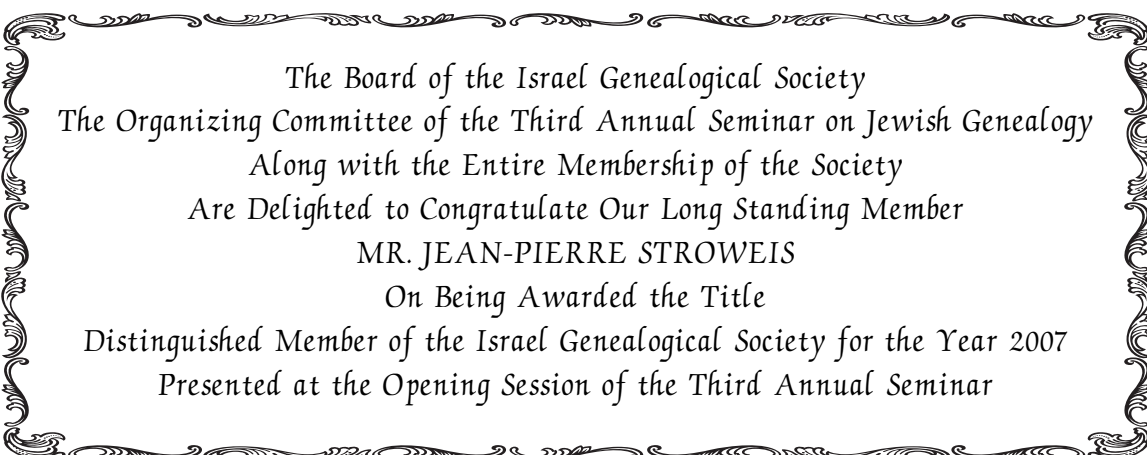 The Board of the Israel Genealogical Society
The Organizing Committee of the Third Annual Seminar on Jewish Genealogy
Along with the Entire Membership of the Society
Are Delighted to Congratulate Our Long Standing Member
MR. JEAN-PIERRE STROWEIS
On Being Awarded the Title
Distinguished Member of the Israel Genealogical Society for the Year 2007
Presented at the Opening Session of the Third Annual Seminar